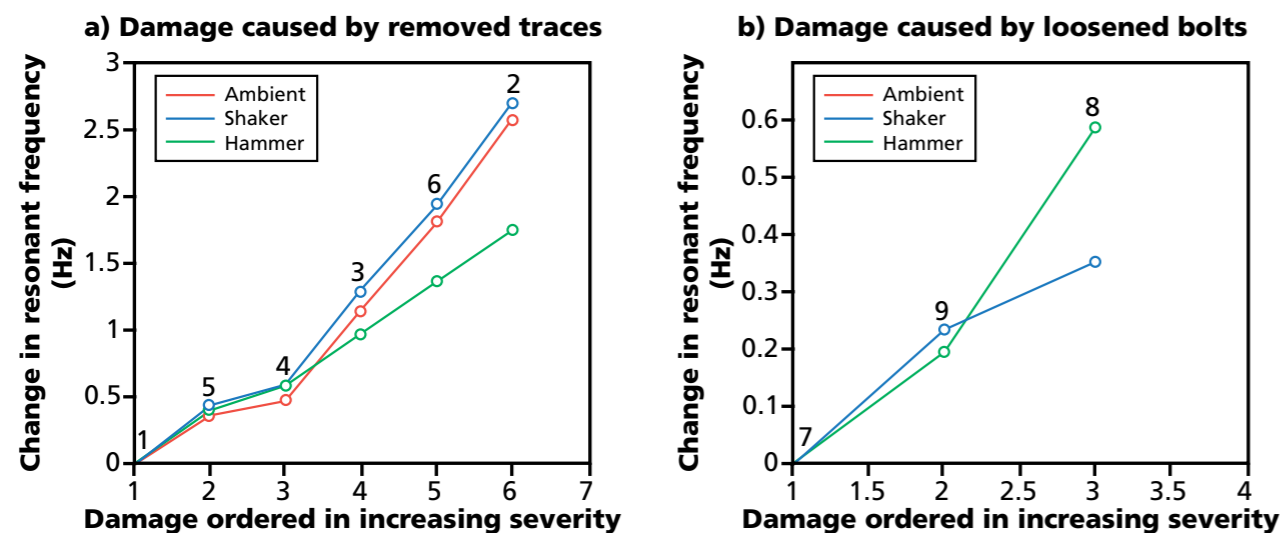 a) Damage caused by removed traces
Change in resonant frequency
(Hz)
3
2.5
2
1.5
1
0.5
0
Ambient
Shaker
Hammer
1
5
4
3
6
2
1 2 3 4 5 6 7
Damage ordered in increasing severity
b) Damage caused by loosened bolts
Change in resonant frequency
(Hz)
0.6
0.5
0.4
0.3
0.2
0.1
0
Ambient
Shaker
Hammer
7
9
8
1 1.5 2 2.5 3 3.5 4
Damage ordered in increasing severity